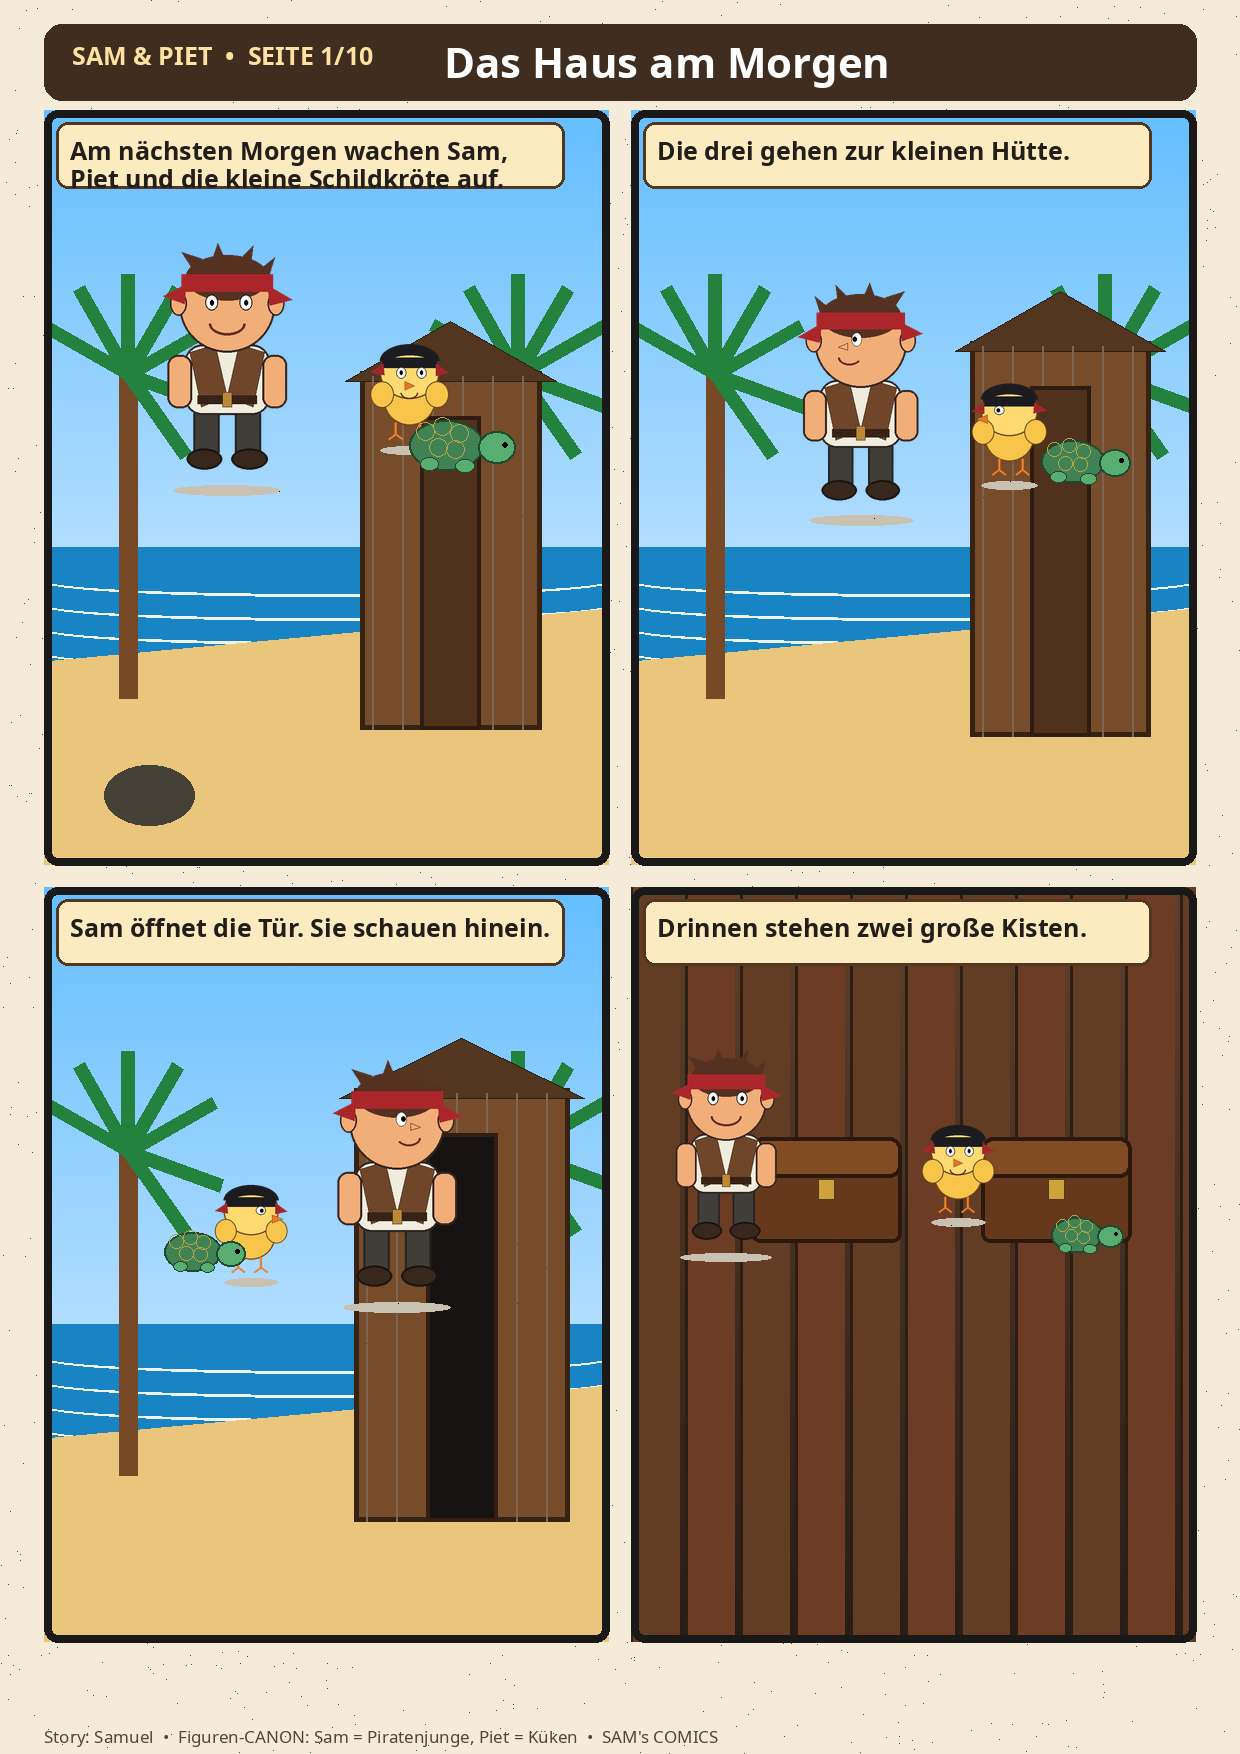 SAM & PIET • SEITE 1/10
Das Haus am Morgen
Am nächsten Morgen wachen Sam,
Piet und die kleine Schildkröte auf.
Die drei gehen zur kleinen Hütte.
Sam öffnet die Tür. Sie schauen hinein.
Drinnen stehen zwei große Kisten.
Story: Samuel • Figuren-CANON: Sam = Piratenjunge, Piet = Küken • SAM's COMICS